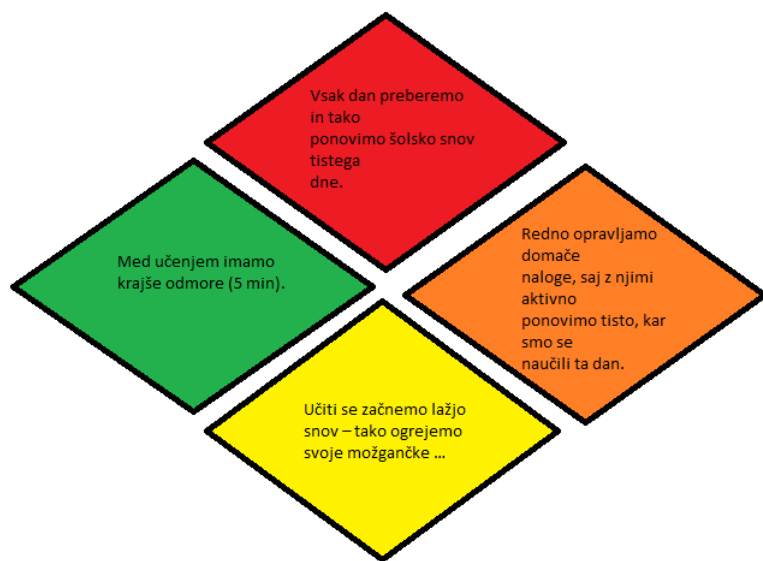 Vsak dan preberemo
in tako
ponovimo šolsko snov
tistega
dne.
Med učenjem imamo
krajše odmore (5 min).
Redno opravljamo
domače
naloge, saj z njimi
aktivno
ponovimo tisto, kar
smo se
naučili ta dan.
Učiti se začnemo lažjo
snov – tako ogrejemo
svoje možgančke ...